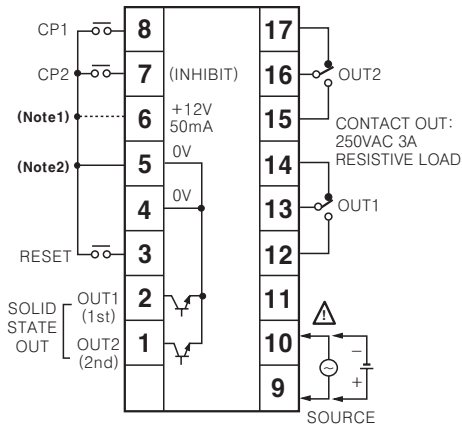 CP1
8
17
CP2
7
(INHIBIT)
16
OUT2
(Note1)
6
+12V
50mA
15
CONTACT OUT:
250VAC 3A
RESISTIVE LOAD
(Note2)
5
0V
14
4
0V
13
OUT1
RESET
3
12
SOLID
STATE
OUT
OUT1
(1st)
2
11
OUT2
(2nd)
1
10
−
+
9
SOURCE